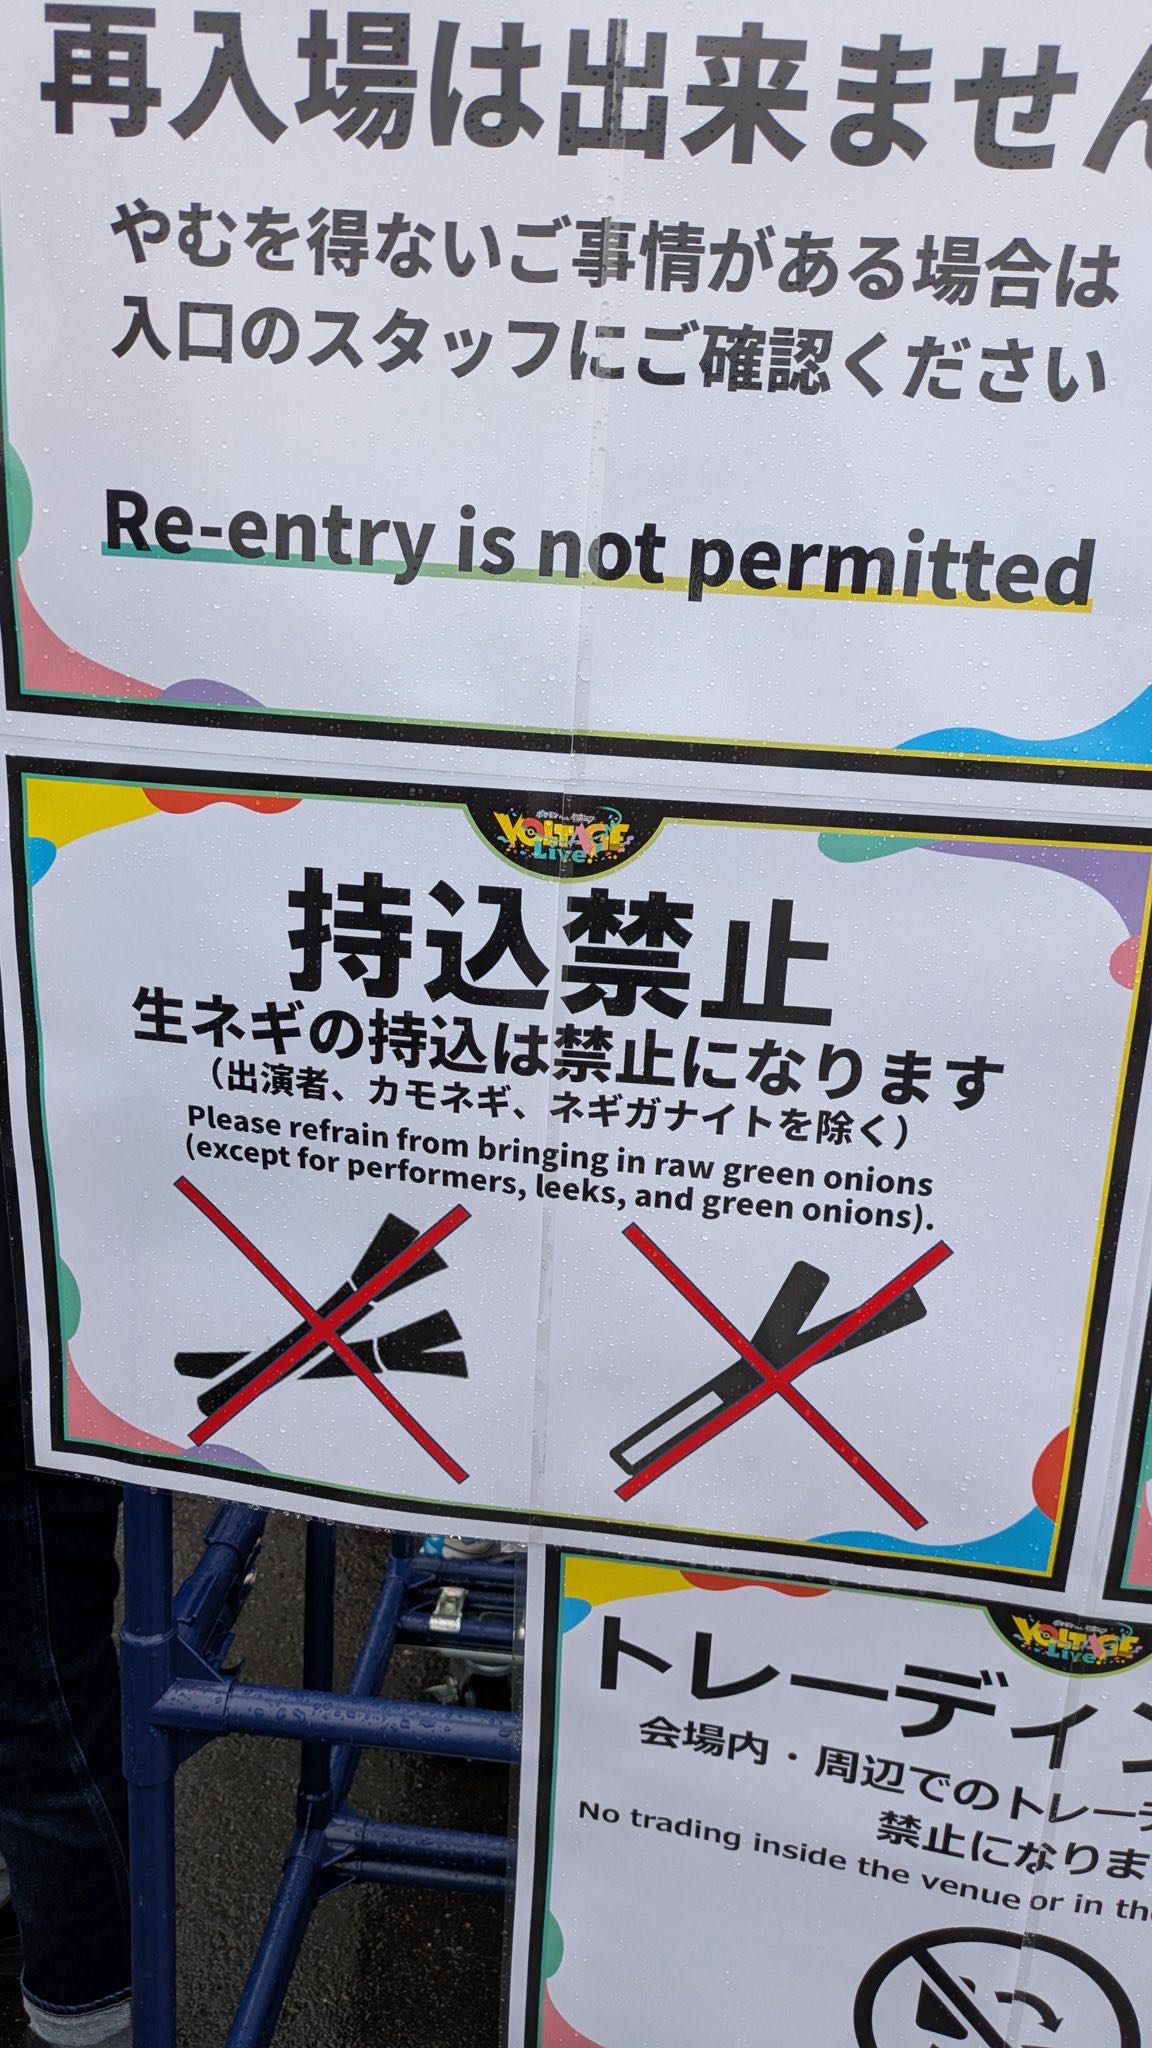 再入場は出来ません
やむを得ないご事情がある場合は
入口のスタッフにご確認ください
Re-entry is not permitted
VOLTAGE
Live!
持込禁止
生ネギの持込は禁止になります
（出演者、カモネギ、ネギガナイトを除く）
Please refrain from bringing in raw green onions
(except for performers, leeks, and green onions).
VOLTAGE
Live!
トレーディン
会場内・周辺でのトレーデ
禁止になりま
No trading inside the venue or in th